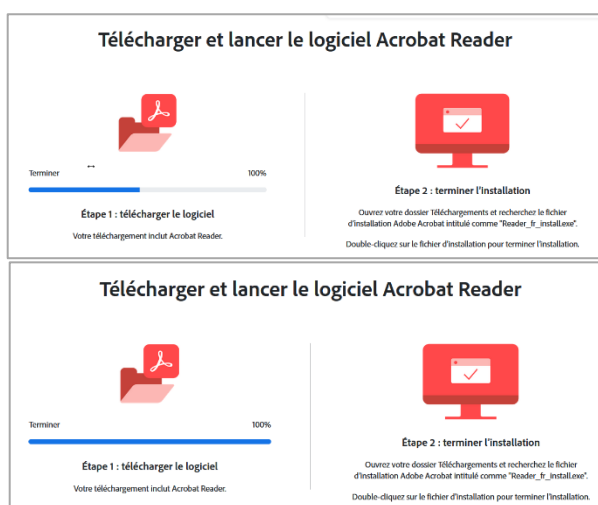 Télécharger et lancer le logiciel Acrobat Reader
Terminer 100%
Étape 1 : télécharger le logiciel
Votre téléchargement inclut Acrobat Reader.
Étape 2 : terminer l'installation
Ouvrez votre dossier Téléchargements et recherchez le fichier
d'installation Adobe Acrobat intitulé comme "Reader_fr_install.exe".
Double-cliquez sur le fichier d'installation pour terminer l'installation.
Télécharger et lancer le logiciel Acrobat Reader
Terminer 100%
Étape 1 : télécharger le logiciel
Votre téléchargement inclut Acrobat Reader.
Étape 2 : terminer l'installation
Ouvrez votre dossier Téléchargements et recherchez le fichier
d'installation Adobe Acrobat intitulé comme "Reader_fr_install.exe".
Double-cliquez sur le fichier d'installation pour terminer l'installation.